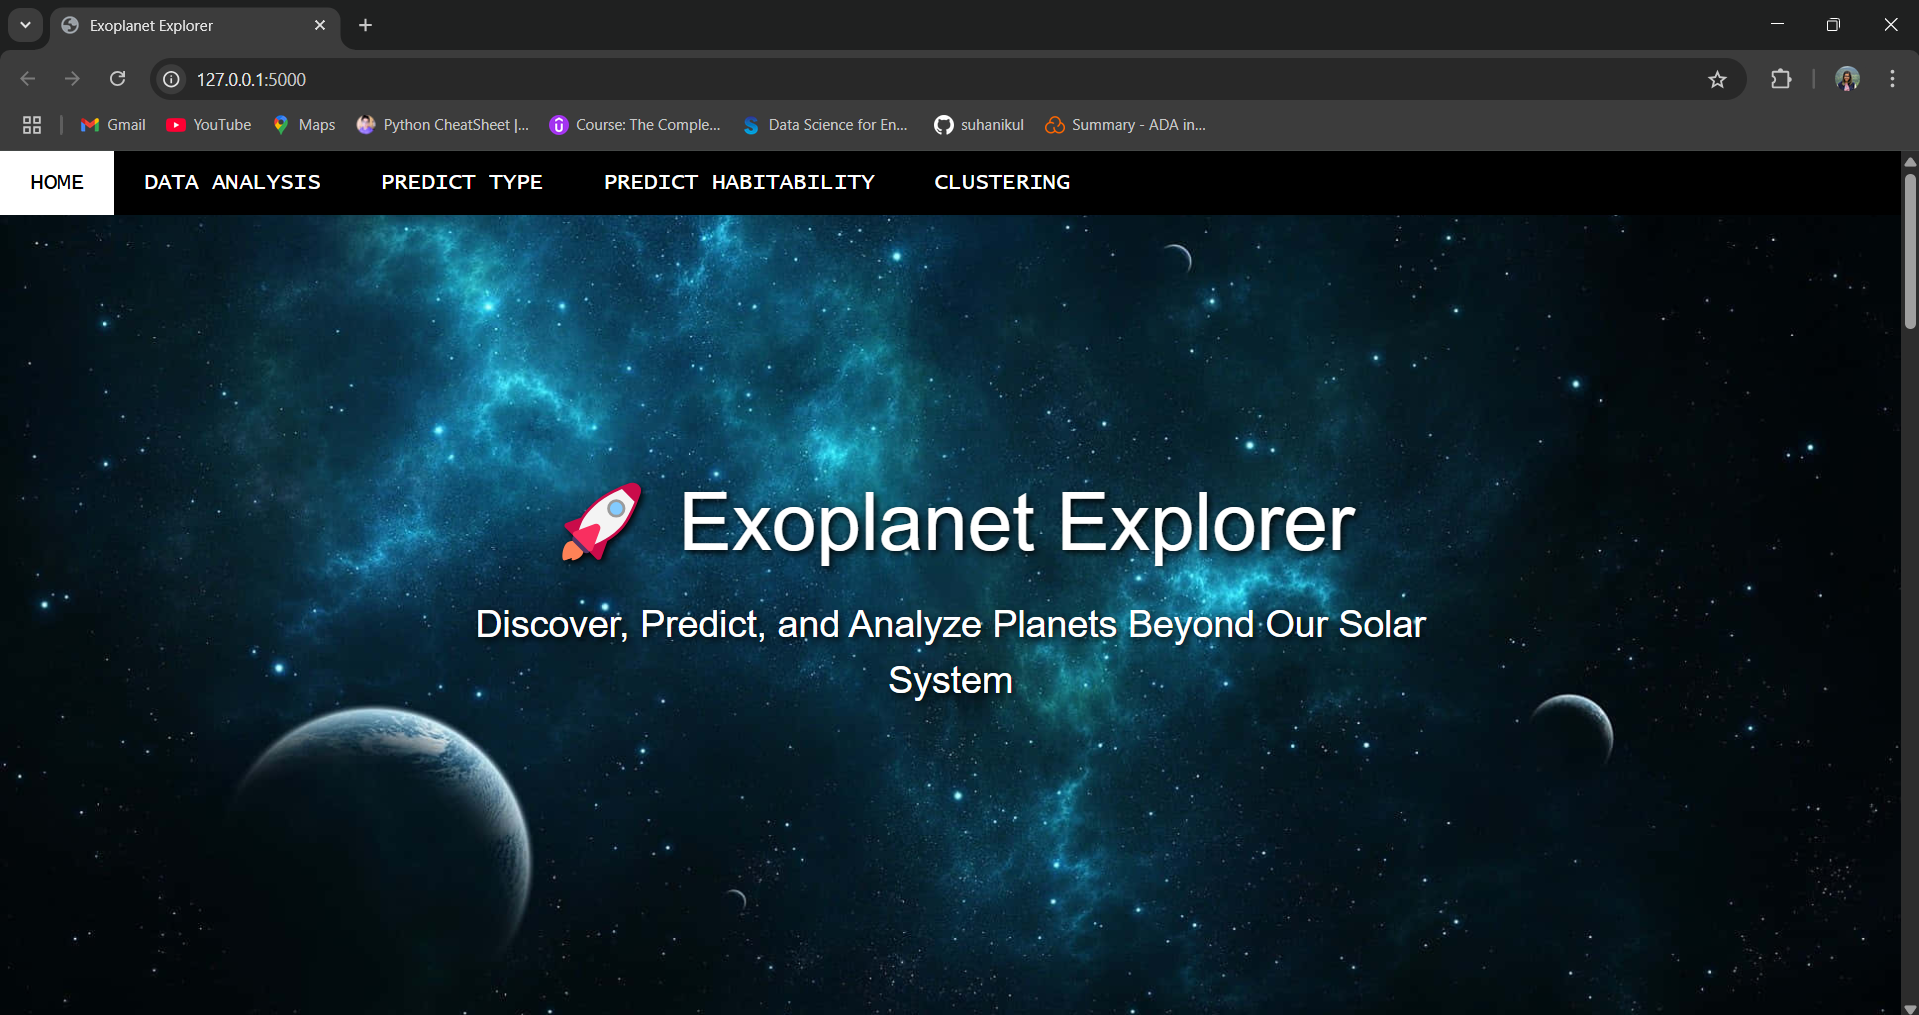 Exoplanet Explorer
127.0.0.1:5000
Gmail YouTube Maps Python CheatSheet |... Course: The Comple... Data Science for En... suhanikul Summary - ADA in...
HOME DATA ANALYSIS PREDICT TYPE PREDICT HABITABILITY CLUSTERING
Exoplanet Explorer
Discover, Predict, and Analyze Planets Beyond Our Solar
System